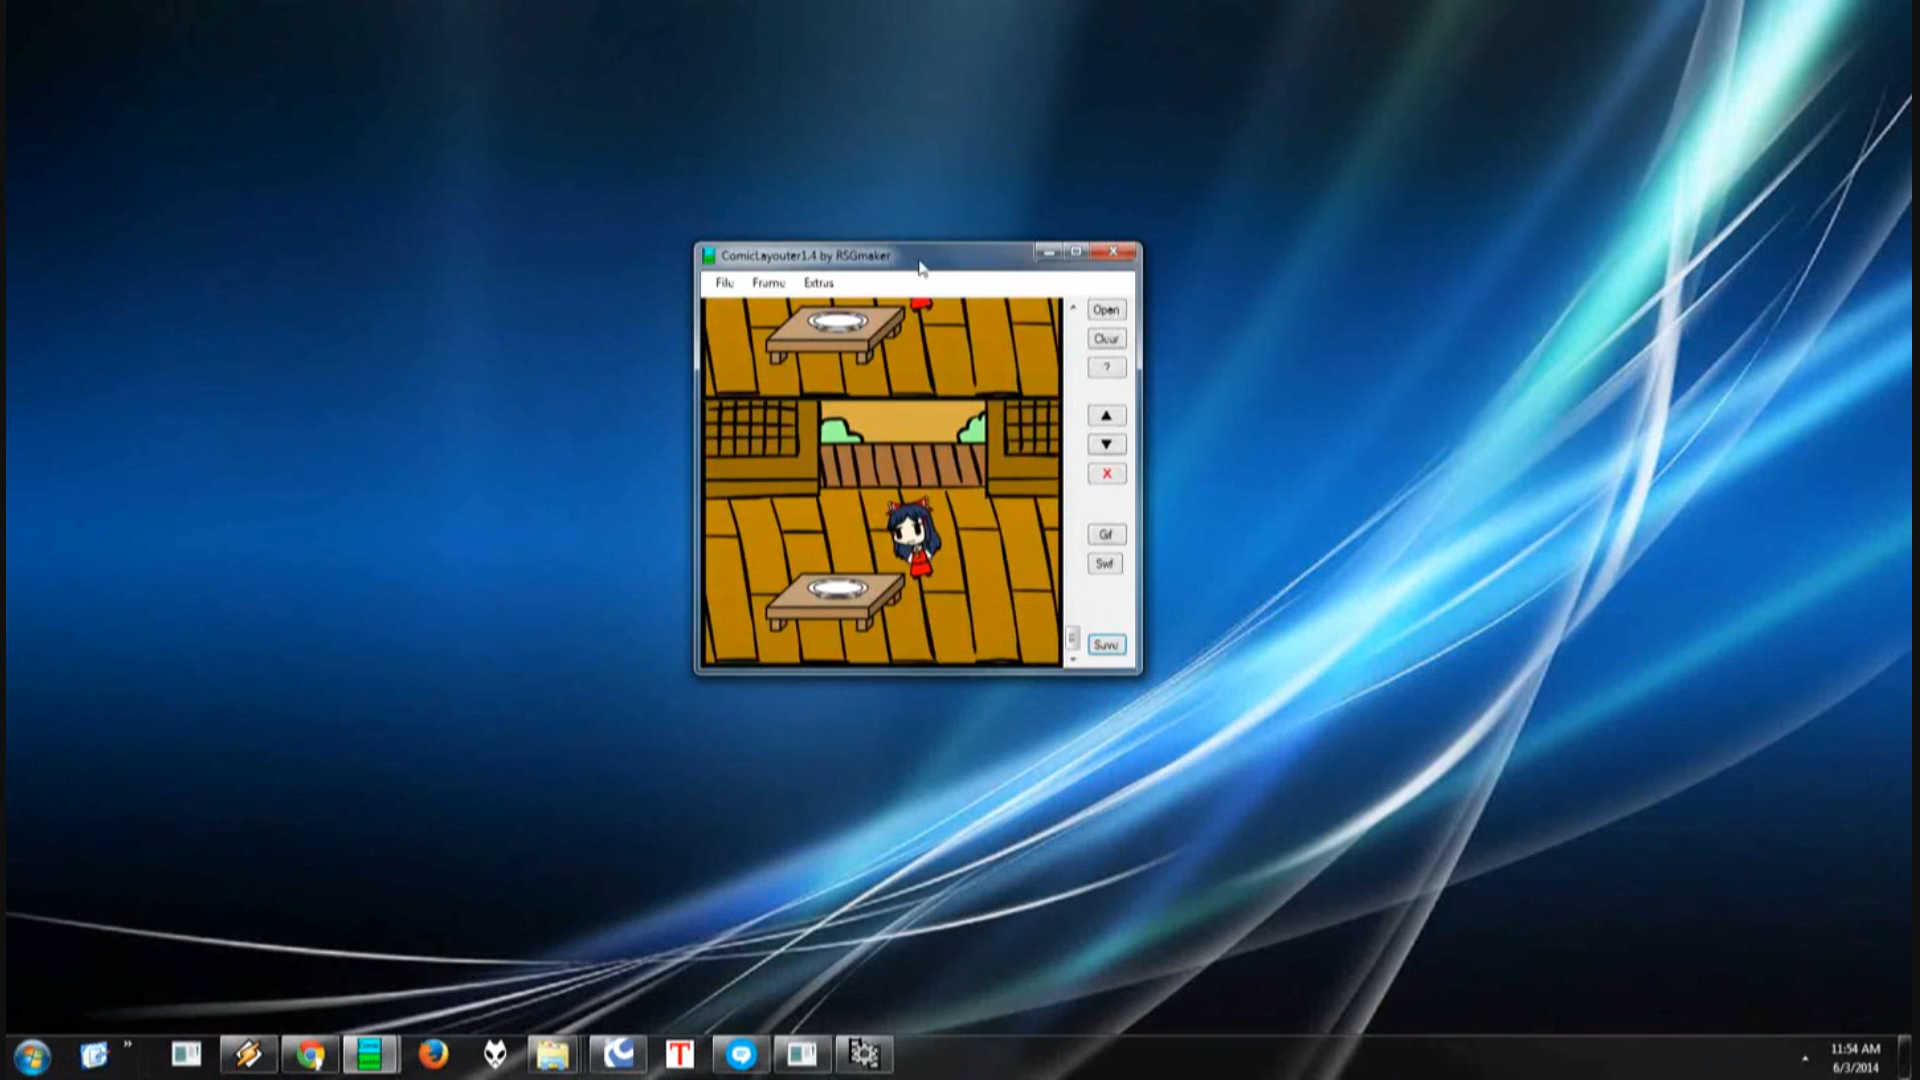 ComicLayouter1.4 by RSGmaker
File Frame Extras
Open
Clear
?
X
Gif
Swf
Save
T
11:54 AM
6/3/2014